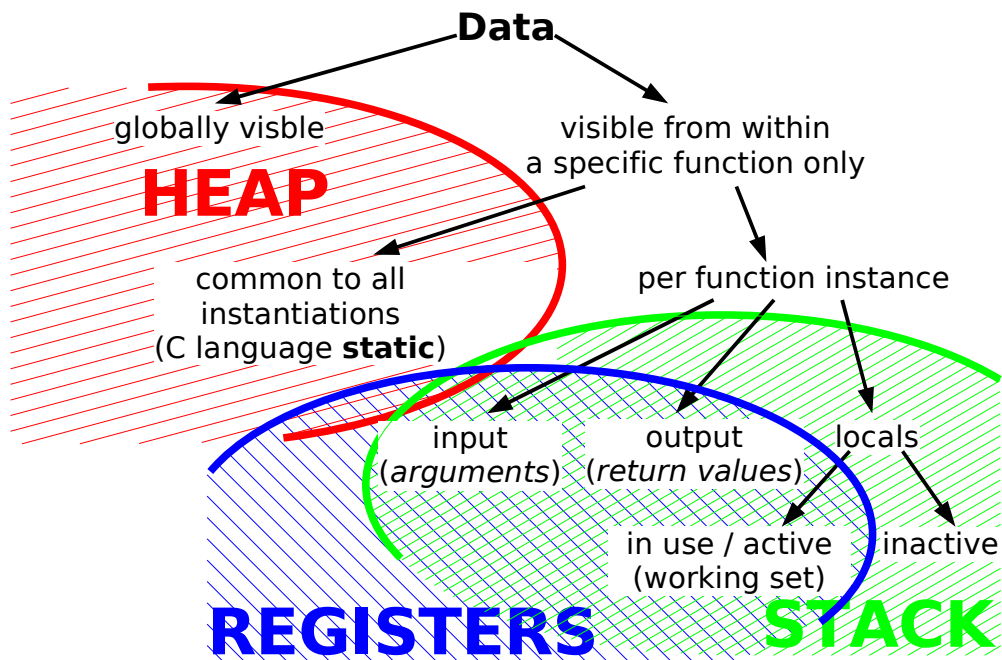 Data
globally visble
visible from within
a specific function only
HEAP
common to all
instantiations
(C language static)
per function instance
input
(arguments)
output
(return values)
locals
in use / active
(working set)
inactive
REGISTERS
STACK